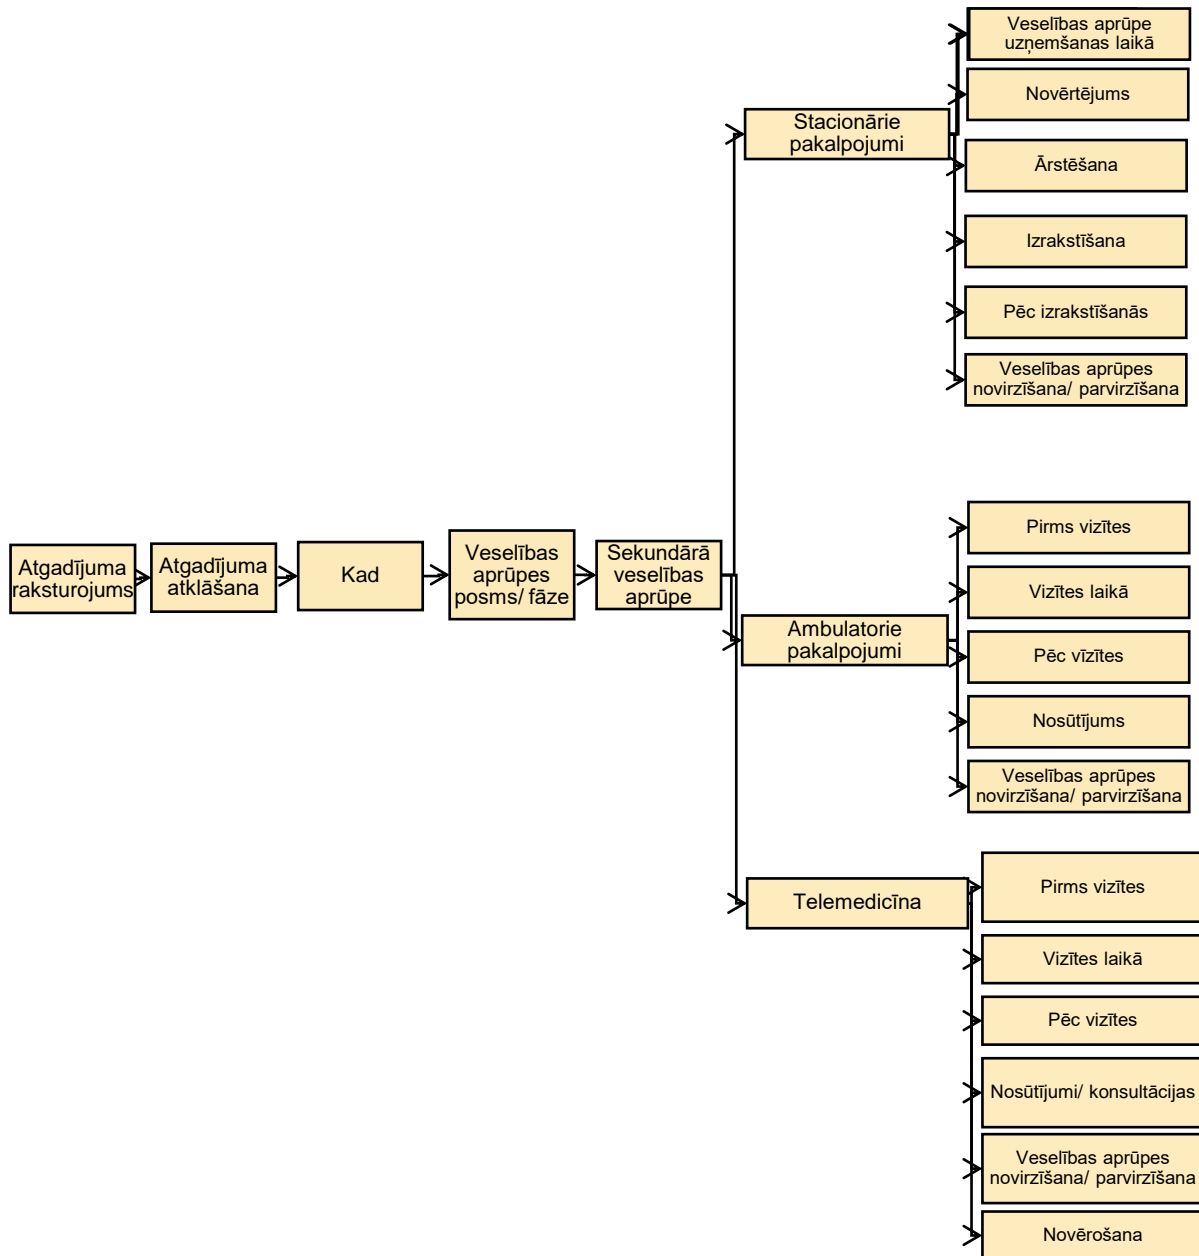 Atgadījuma
raksturojums
Atgadījuma
atklāšana
Kad
Veselības
aprūpes
posms/ fāze
Sekundārā
veselības
aprūpe
Stacionārie
pakalpojumi
Veselības aprūpe
uzņemšanas laikā
Novērtējums
Ārstēšana
Izrakstīšana
Pēc izrakstīšanās
Veselības aprūpes
novirzīšana/ parvirzīšana
Ambulatorie
pakalpojumi
Pirms vizītes
Vizītes laikā
Pēc vīzītes
Nosūtījums
Veselības aprūpes
novirzīšana/ parvirzīšana
Telemedicīna
Pirms vizītes
Vizītes laikā
Pēc vizītes
Nosūtījumi/ konsultācijas
Veselības aprūpes
novirzīšana/ parvirzīšana
Novērošana